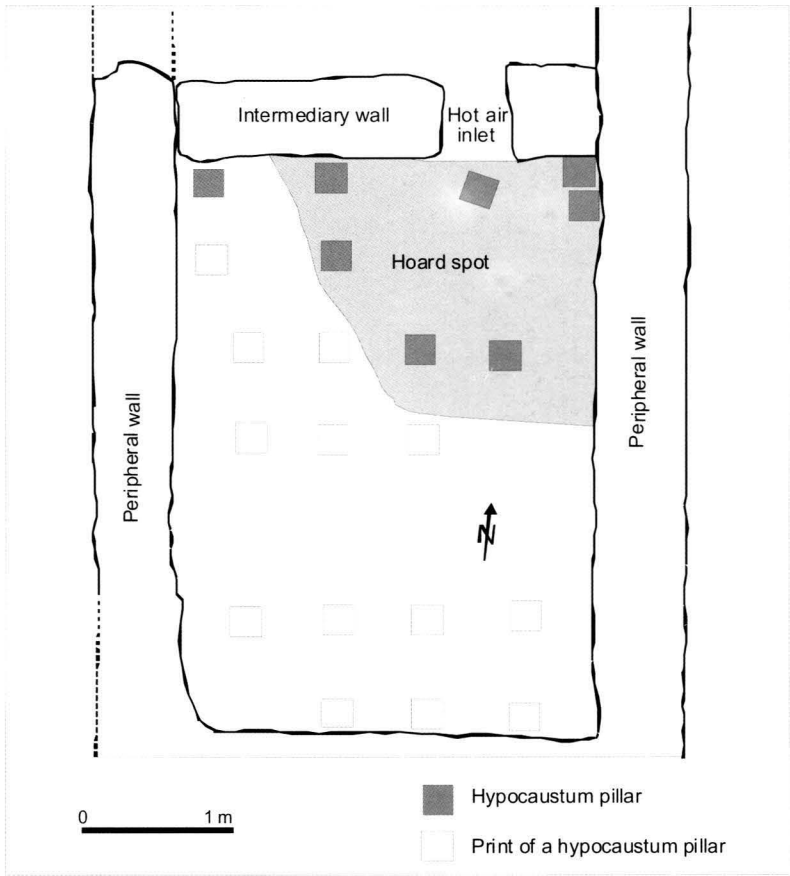 Intermediary wall
Hot air
inlet
Hoard spot
Peripheral wall
Peripheral wall
N
0 1 m
Hypocaustum pillar
Print of a hypocaustum pillar